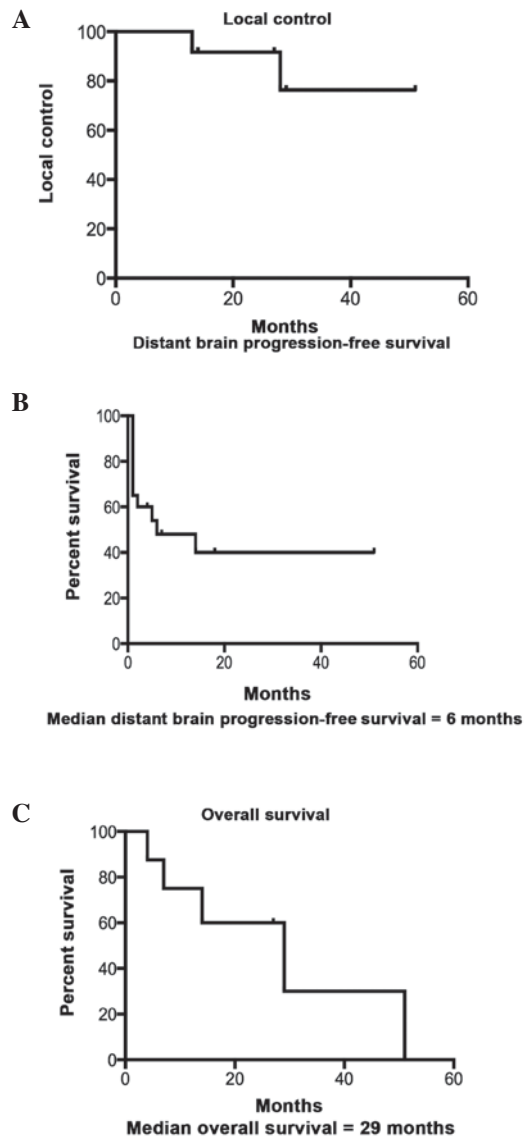 A
Local control
Local control
100
80
60
40
20
0
0 20 40 60
Months
Distant brain progression-free survival
B
Percent survival
100
80
60
40
20
0
0 20 40 60
Months
Median distant brain progression-free survival = 6 months
C
Overall survival
Percent survival
100
80
60
40
20
0
0 20 40 60
Months
Median overall survival = 29 months